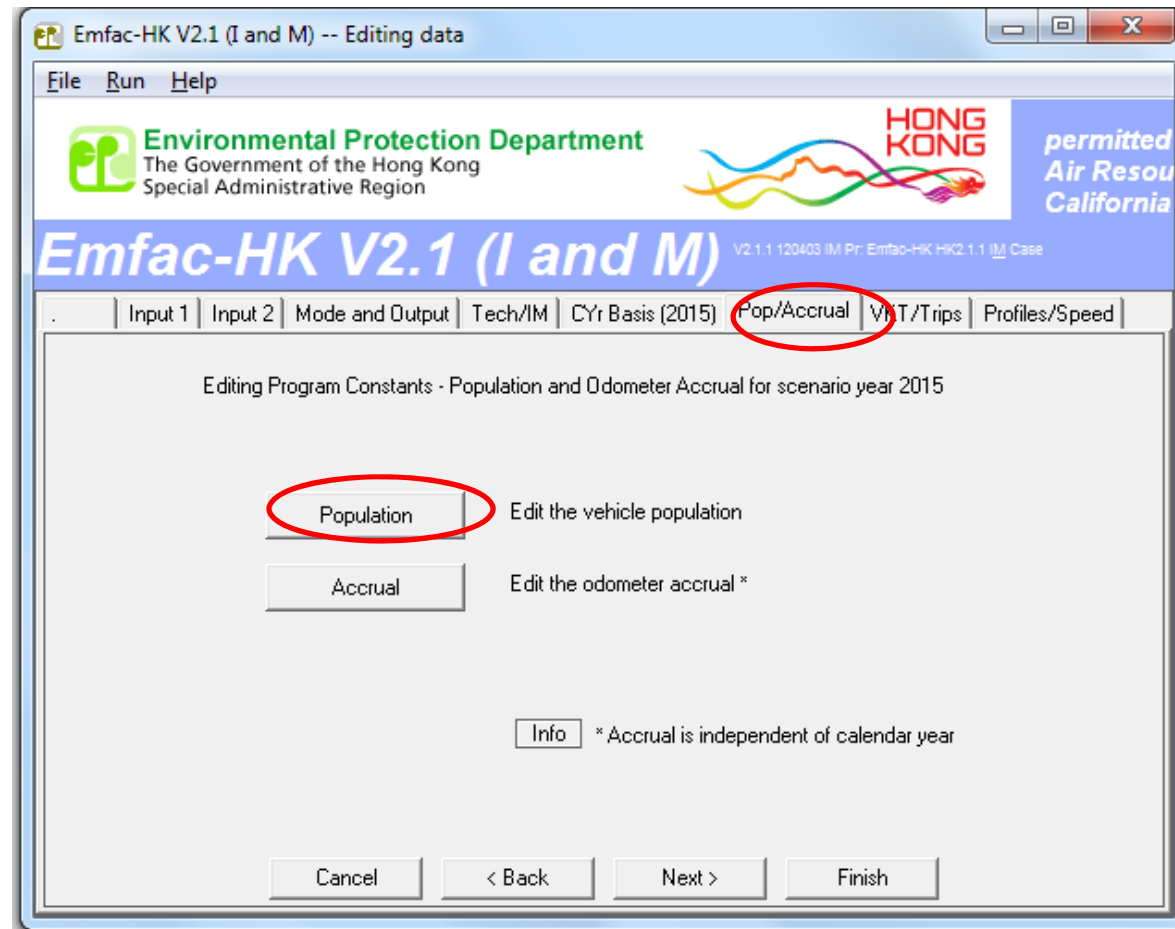 Emfac-HK V2.1 (I and M) -- Editing data
File Run Help
Environmental Protection Department
The Government of the Hong Kong
Special Administrative Region
HONG
KONG
permitted
Air Resou
California
Emfac-HK V2.1 (I and M)
V2.1.1 120403 IM Pr: Emfac-HK HK2.1.1 IM Case
. Input 1 Input 2 Mode and Output Tech/IM CYr Basis (2015) Pop/Accrual VKT/Trips Profiles/Speed
Editing Program Constants - Population and Odometer Accrual for scenario year 2015
Population Edit the vehicle population
Accrual Edit the odometer accrual *
Info * Accrual is independent of calendar year
Cancel < Back Next > Finish